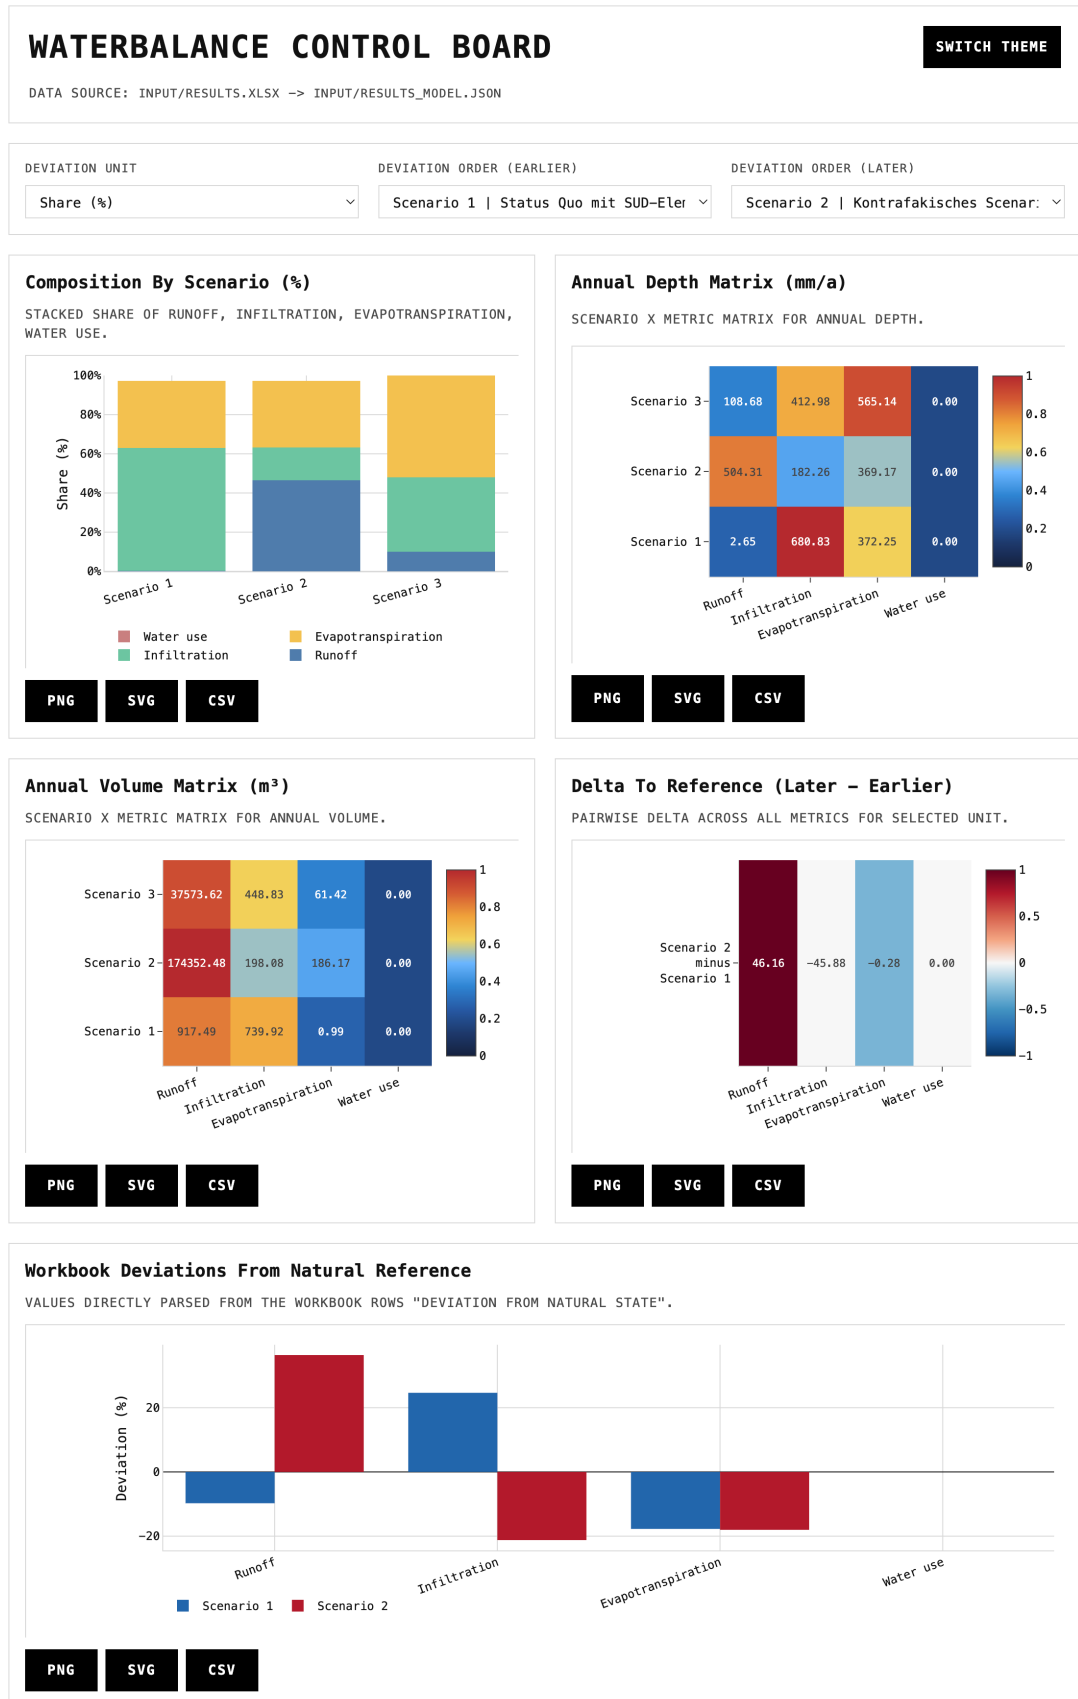 WATERBALANCE CONTROL BOARD
SWITCH THEME
DATA SOURCE: INPUT/RESULTS.XLSX -> INPUT/RESULTS_MODEL.JSON
DEVIATION UNIT
DEVIATION ORDER (EARLIER)
DEVIATION ORDER (LATER)
Share (%)
Scenario 1 | Status Quo mit SUD-Eler
Scenario 2 | Kontrafakisches Scenar:
Composition By Scenario (%)
STACKED SHARE OF RUNOFF, INFILTRATION, EVAPOTRANSPIRATION,
WATER USE.
100%
80%
60%
40%
20%
0%
Share (%)
Scenario 1
Scenario 2
Scenario 3
Water use
Evapotranspiration
Infiltration
Runoff
PNG
SVG
CSV
Annual Depth Matrix (mm/a)
SCENARIO X METRIC MATRIX FOR ANNUAL DEPTH.
Scenario 3
108.68
412.98
565.14
0.00
Scenario 2
504.31
182.26
369.17
0.00
Scenario 1
2.65
680.83
372.25
0.00
Runoff
Infiltration
Evapotranspiration
Water use
1
0.8
0.6
0.4
0.2
0
PNG
SVG
CSV
Annual Volume Matrix (m³)
SCENARIO X METRIC MATRIX FOR ANNUAL VOLUME.
Scenario 3
37573.62
448.83
61.42
0.00
Scenario 2
174352.48
198.08
186.17
0.00
Scenario 1
917.49
739.92
0.99
0.00
Runoff
Infiltration
Evapotranspiration
Water use
1
0.8
0.6
0.4
0.2
0
PNG
SVG
CSV
Delta To Reference (Later − Earlier)
PAIRWISE DELTA ACROSS ALL METRICS FOR SELECTED UNIT.
Scenario 2
minus
Scenario 1
46.16
−45.88
−0.28
0.00
Runoff
Infiltration
Evapotranspiration
Water use
1
0.5
0
−0.5
−1
PNG
SVG
CSV
Workbook Deviations From Natural Reference
VALUES DIRECTLY PARSED FROM THE WORKBOOK ROWS "DEVIATION FROM NATURAL STATE".
Deviation (%)
20
0
−20
Runoff
Infiltration
Evapotranspiration
Water use
Scenario 1
Scenario 2
PNG
SVG
CSV